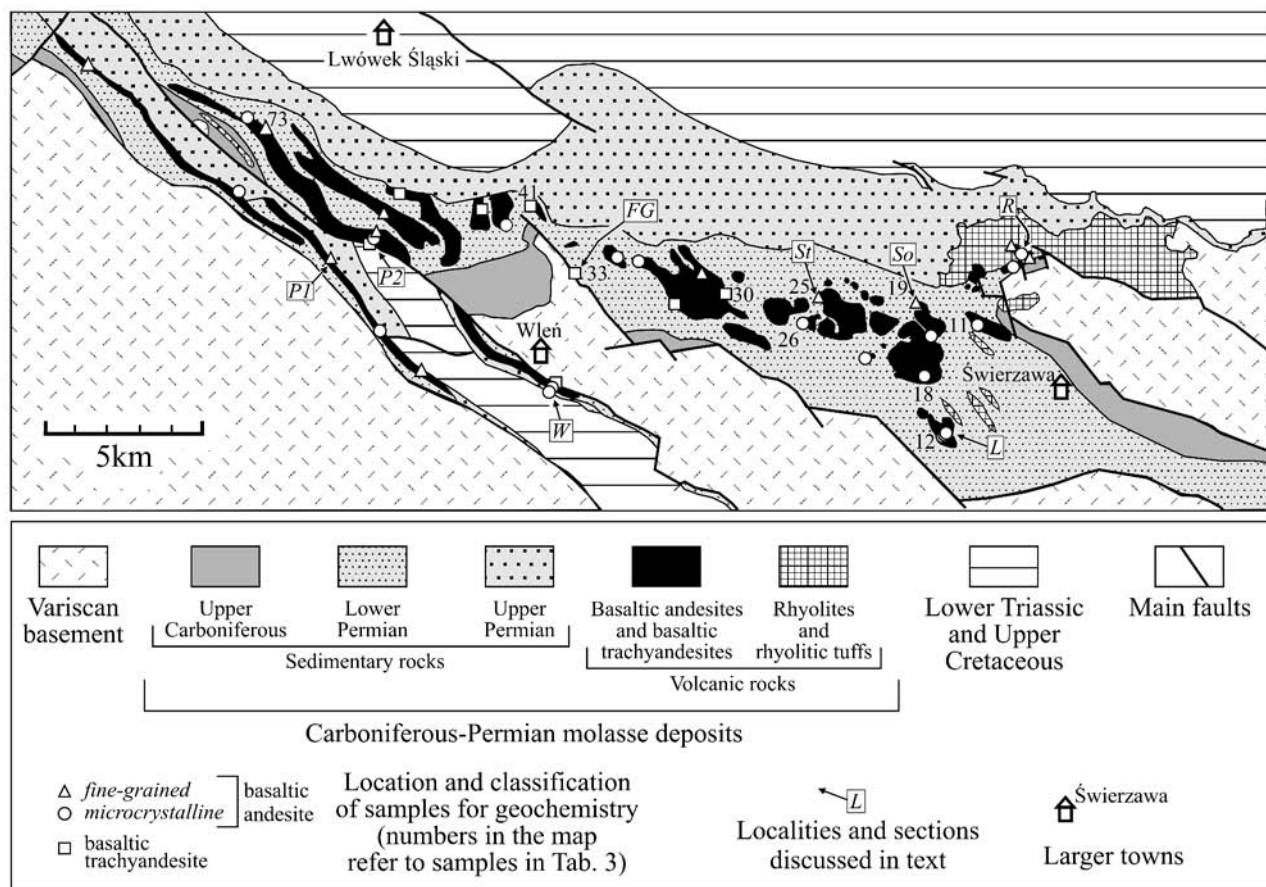 Lwówek Śląski
73
41
FG
R
P1
P2
33
St
So
25
19
30
11
26
Wleń
Świerzawa
18
W
12
L
5km
Variscan
basement
Upper
Carboniferous
Lower
Permian
Upper
Permian
Sedimentary rocks
Basaltic andesites
and basaltic
trachyandesites
Rhyolites
and
rhyolitic tuffs
Volcanic rocks
Lower Triassic
and Upper
Cretaceous
Main faults
Carboniferous-Permian molasse deposits
fine-grained
microcrystalline
basaltic
andesite
basaltic
trachyandesite
Location and classification
of samples for geochemistry
(numbers in the map
refer to samples in Tab. 3)
L
Localities and sections
discussed in text
Świerzawa
Larger towns